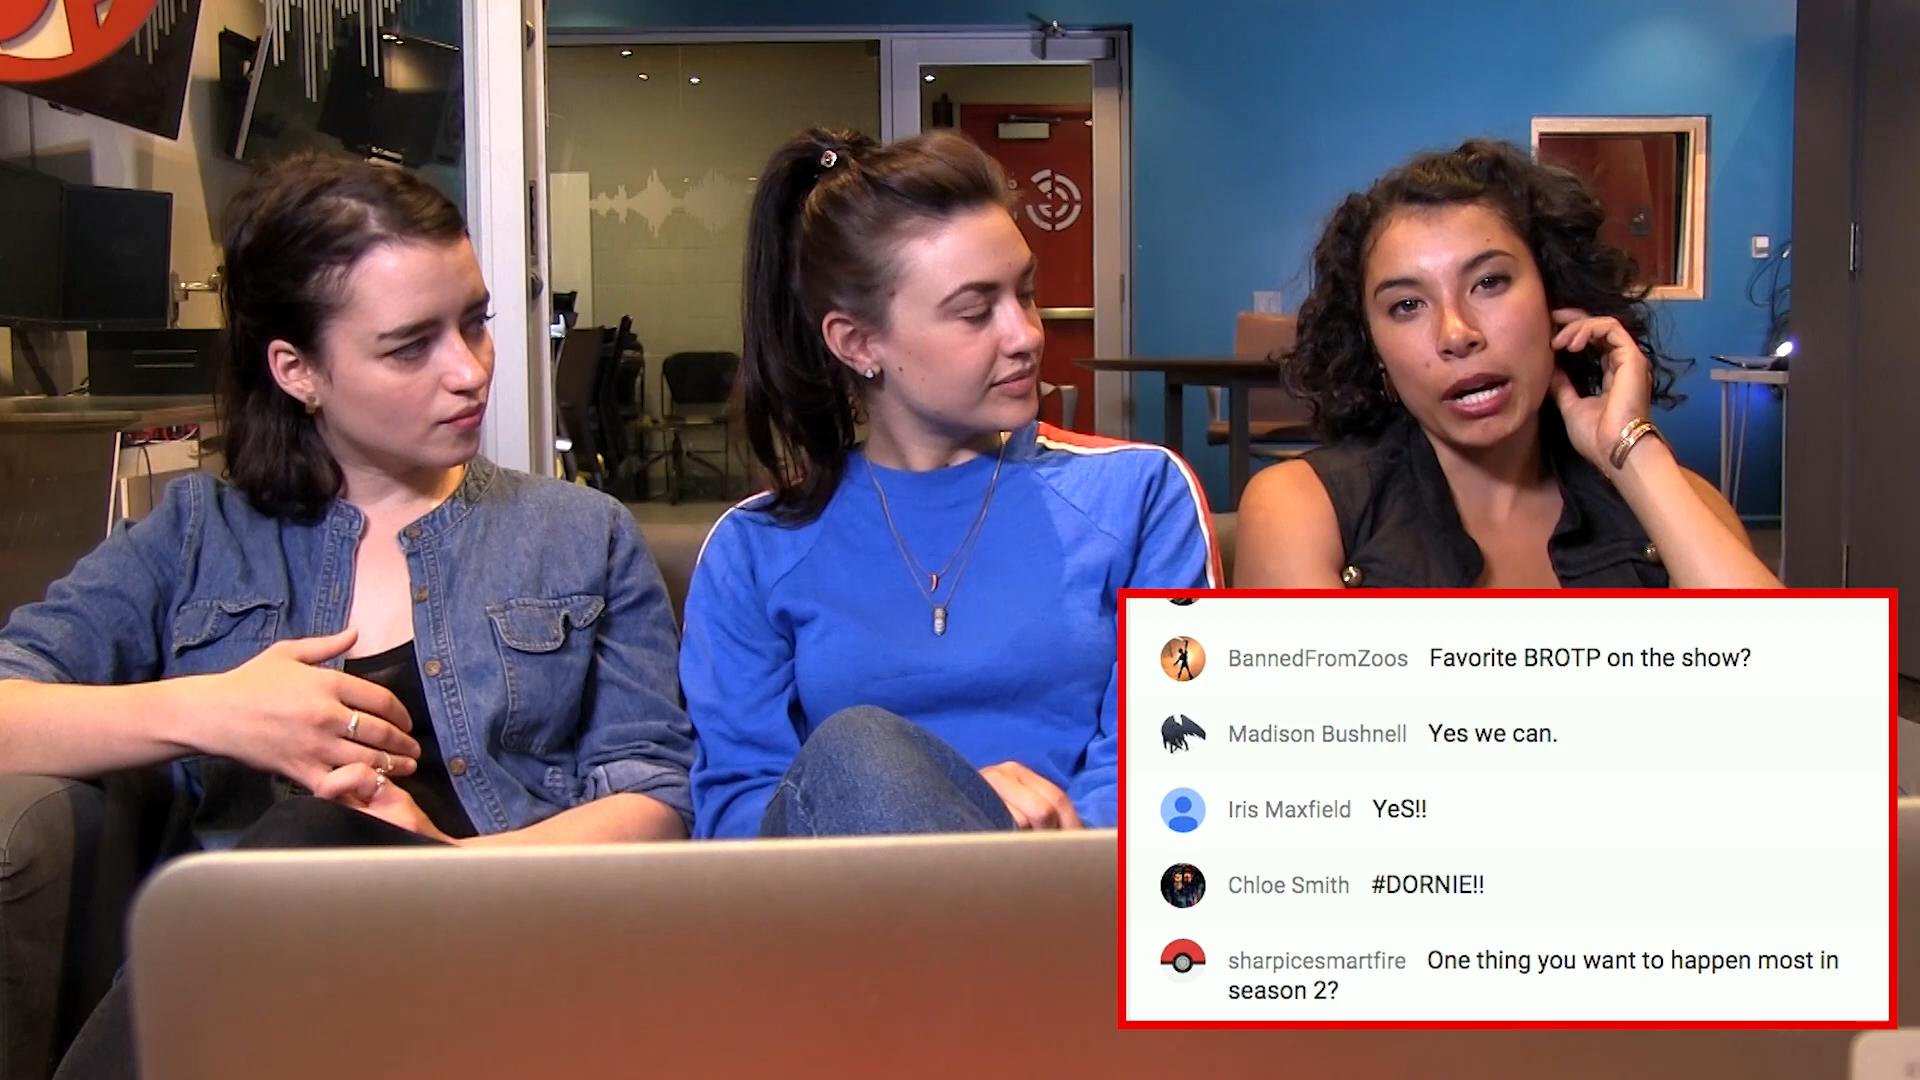 BannedFromZoos Favorite BROTP on the show?
Madison Bushnell Yes we can.
Iris Maxfield YeS!!
Chloe Smith #DORNIE!!
sharpicesmartfire One thing you want to happen most in
season 2?